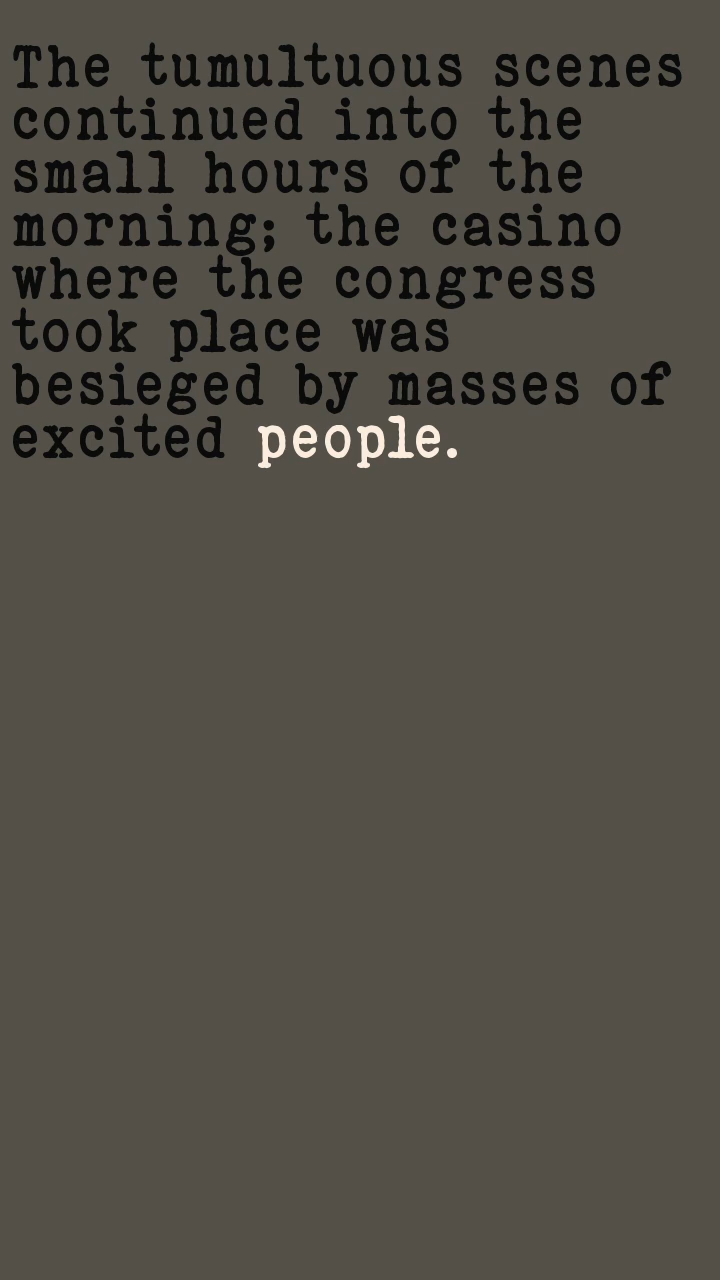 The tumultuous scenes
continued into the
small hours of the
morning; the casino
where the congress
took place was
besieged by masses of
excited people.